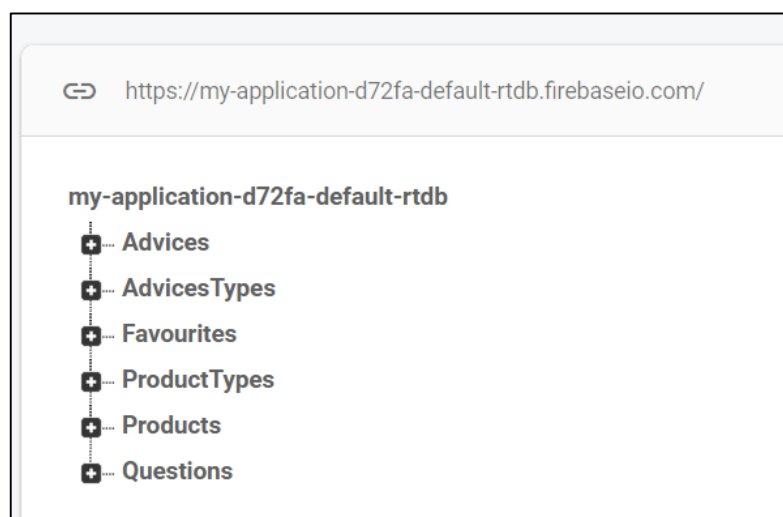 https://my-application-d72fa-default-rtdb.firebaseio.com/
my-application-d72fa-default-rtdb
Advices
AdvicesTypes
Favourites
ProductTypes
Products
Questions